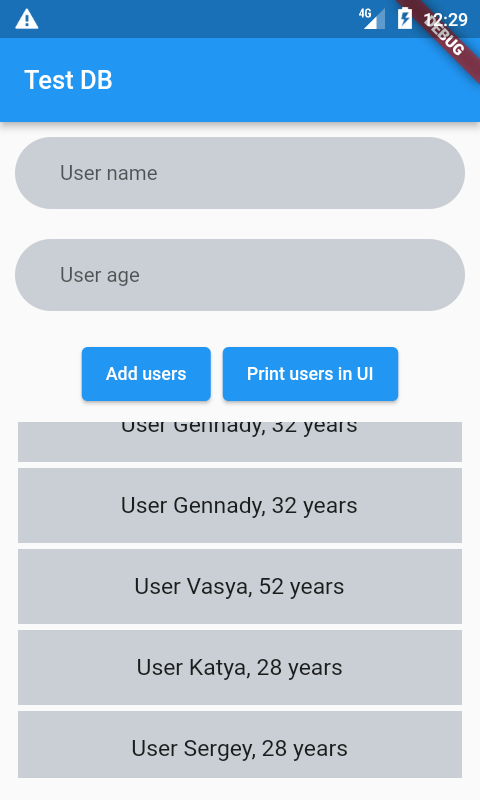 4G
12:29
DEBUG
Test DB
User name
User age
Add users
Print users in UI
User Gennady, 32 years
User Gennady, 32 years
User Vasya, 52 years
User Katya, 28 years
User Sergey, 28 years